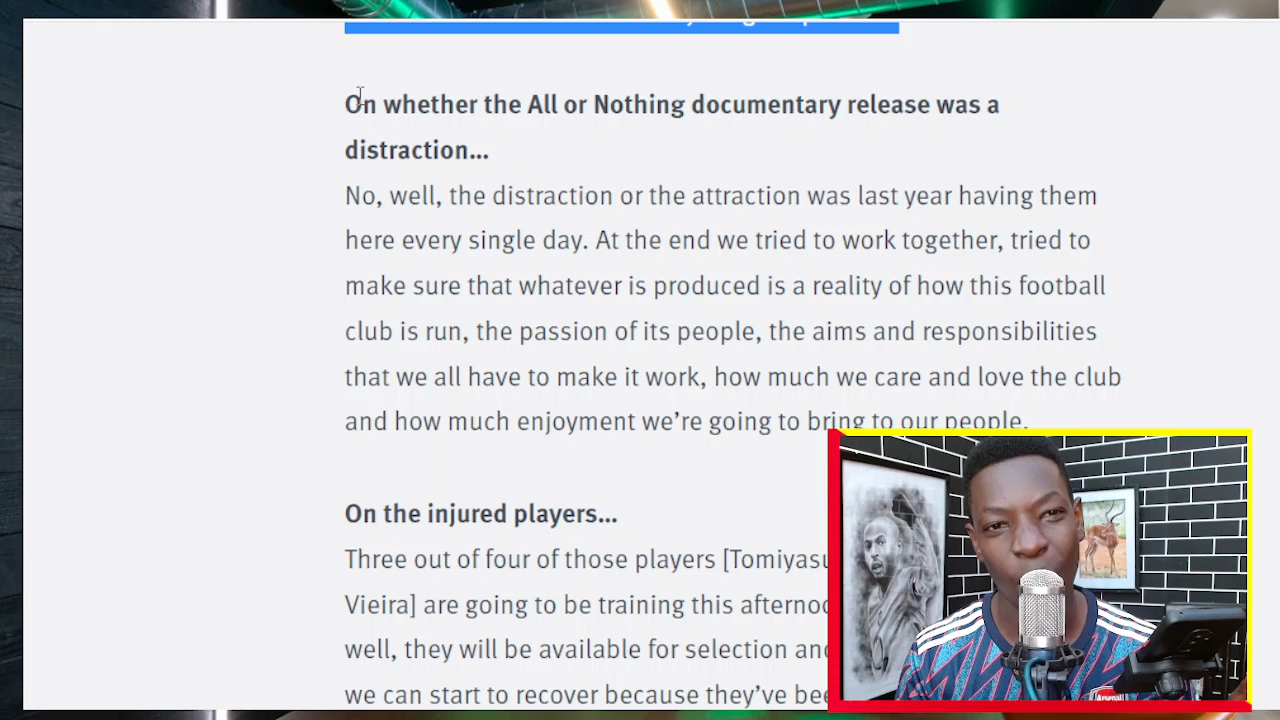 On whether the All or Nothing documentary release was a
distraction...
No, well, the distraction or the attraction was last year having them
here every single day. At the end we tried to work together, tried to
make sure that whatever is produced is a reality of how this football
club is run, the passion of its people, the aims and responsibilities
that we all have to make it work, how much we care and love the club
and how much enjoyment we’re going to bring to our people.
On the injured players...
Three out of four of those players [Tomiyasu
Vieira] are going to be training this
well, they will be available for selection
we can start to recover because they’ve
Arsenal